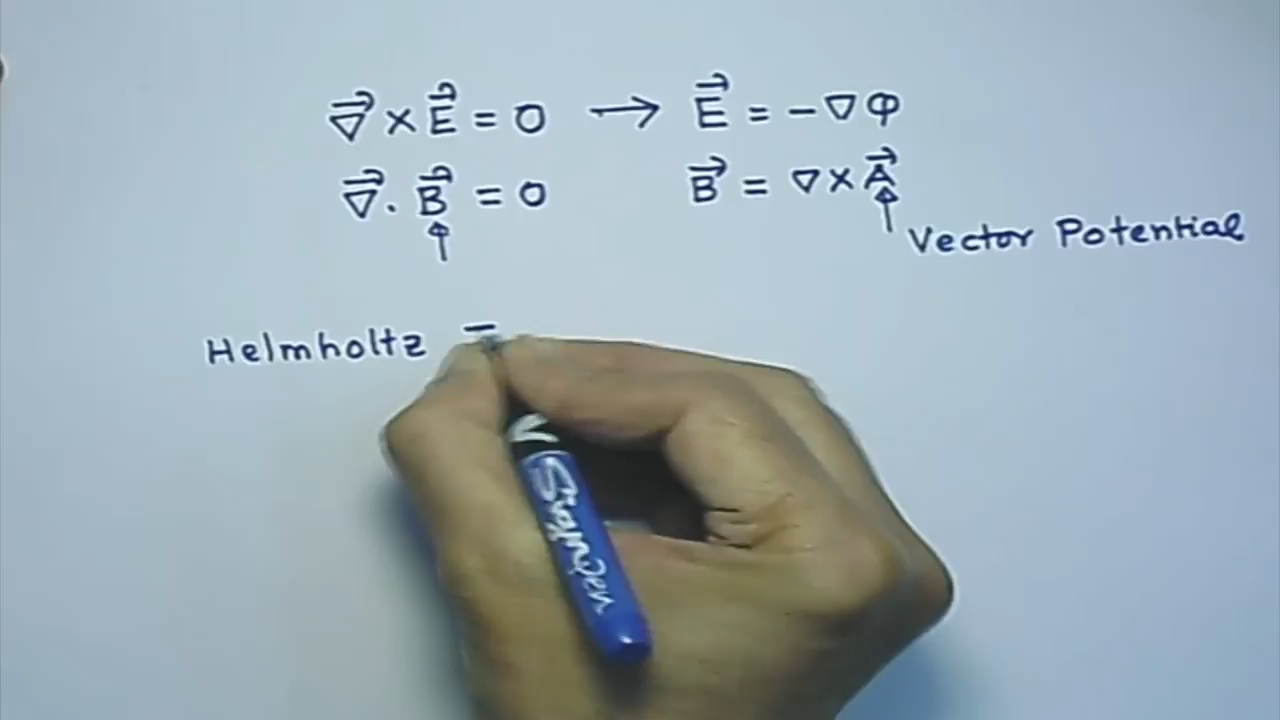 ∇⃗ × E⃗ = 0 → E⃗ = −∇φ
∇⃗ . B⃗ = 0 B⃗ = ∇ × A⃗
Vector Potential
Helmholtz